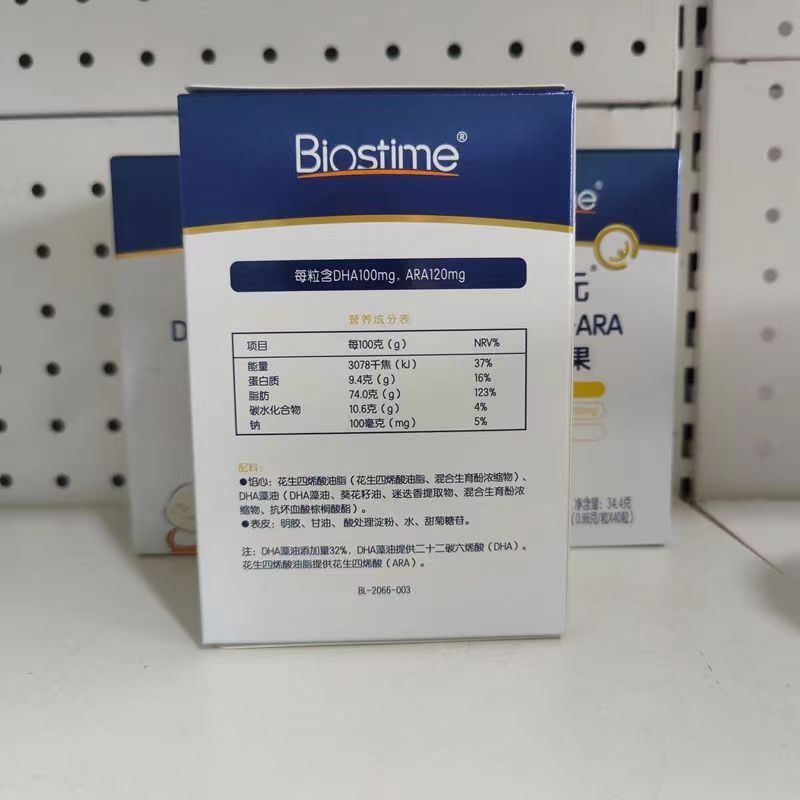 Biostime®
每粒含DHA100mg、ARA120mg
营养成分表
项目 每100克(g) NRV%
能量 3078千焦(kJ) 37%
蛋白质 9.4克(g) 16%
脂肪 74.0克(g) 123%
碳水化合物 10.6克(g) 4%
钠 100毫克(mg) 5%
配料:
●馅心:花生四烯酸油脂(花生四烯酸油脂、混合生育酚浓缩物)、
DHA藻油(DHA藻油、葵花籽油、迷迭香提取物、混合生育酚浓
缩物、抗坏血酸棕榈酸酯)
●表皮:明胶、甘油、酸处理淀粉、水、甜菊糖苷。
注:DHA藻油添加量32%,DHA藻油提供二十二碳六烯酸(DHA)。
花生四烯酸油脂提供花生四烯酸(ARA)。
BL-2066-003
D
e®
元®
ARA
果
净含量:34.4克
(0.86克/粒X40粒)